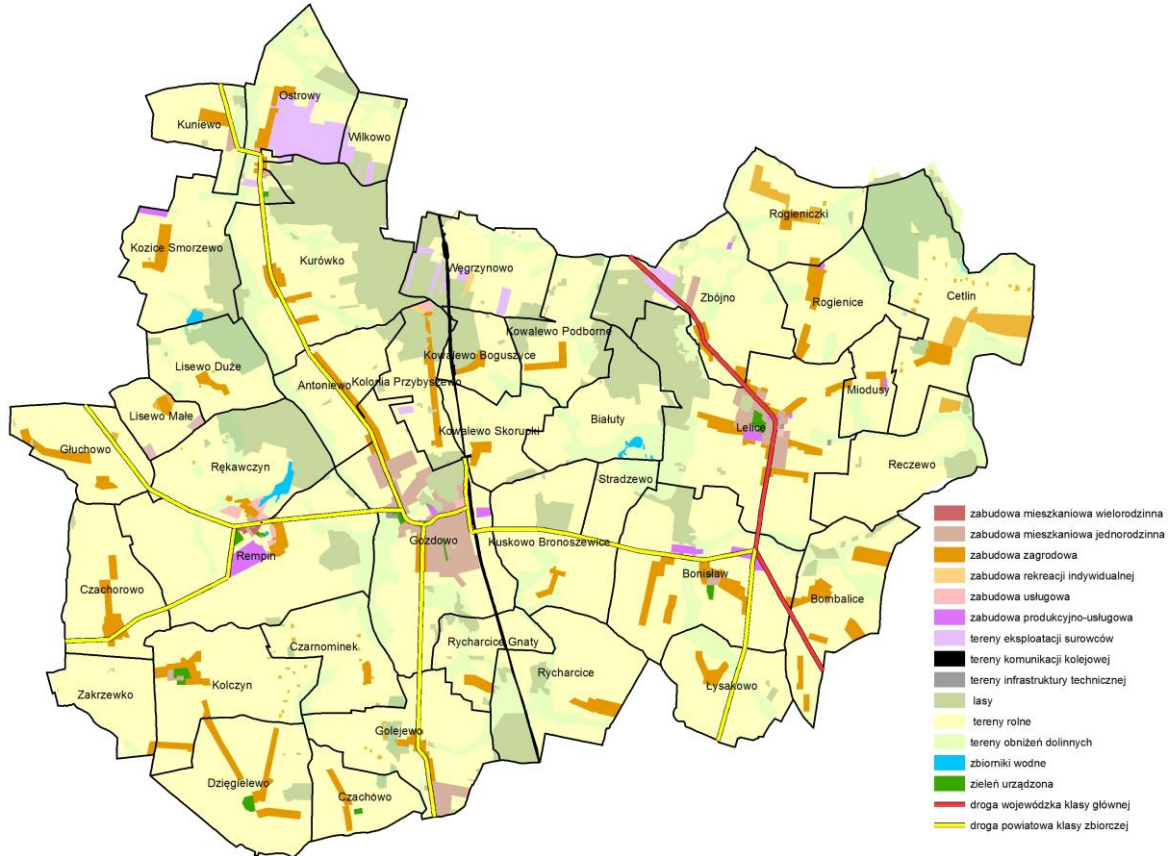 Ostrowy
Kuniewo
Wilkowo
Rogieniczki
Kozice Smorzewo
Kurówko
Węgrzynowo
Zbójno
Rogienice
Cetlin
Kowalewo Podborne
Lisewo Duże
Kowalewo Boguszyce
Antoniewo
Kolonia Przybyszewo
Miodusy
Lisewo Małe
Białuty
Lelice
Kowalewo Skorupki
Głuchowo
Rękawczyn
Reczewo
Stradzewo
Gozdowo
Kuskowo Bronoszewice
Rempin
Bonisław
Czachorowo
Bombalice
Czarnominek
Rycharcice Gnaty
Rycharcice
Zakrzewko
Kolczyn
Łysakowo
Golejewo
Dzięgielewo
Czachowo
zabudowa mieszkaniowa wielorodzinna
zabudowa mieszkaniowa jednorodzinna
zabudowa zagrodowa
zabudowa rekreacji indywidualnej
zabudowa usługowa
zabudowa produkcyjno-usługowa
tereny eksploatacji surowców
tereny komunikacji kolejowej
tereny infrastruktury technicznej
lasy
tereny rolne
tereny obniżeń dolinnych
zbiorniki wodne
zieleń urządzona
droga wojewódzka klasy głównej
droga powiatowa klasy zbiorczej